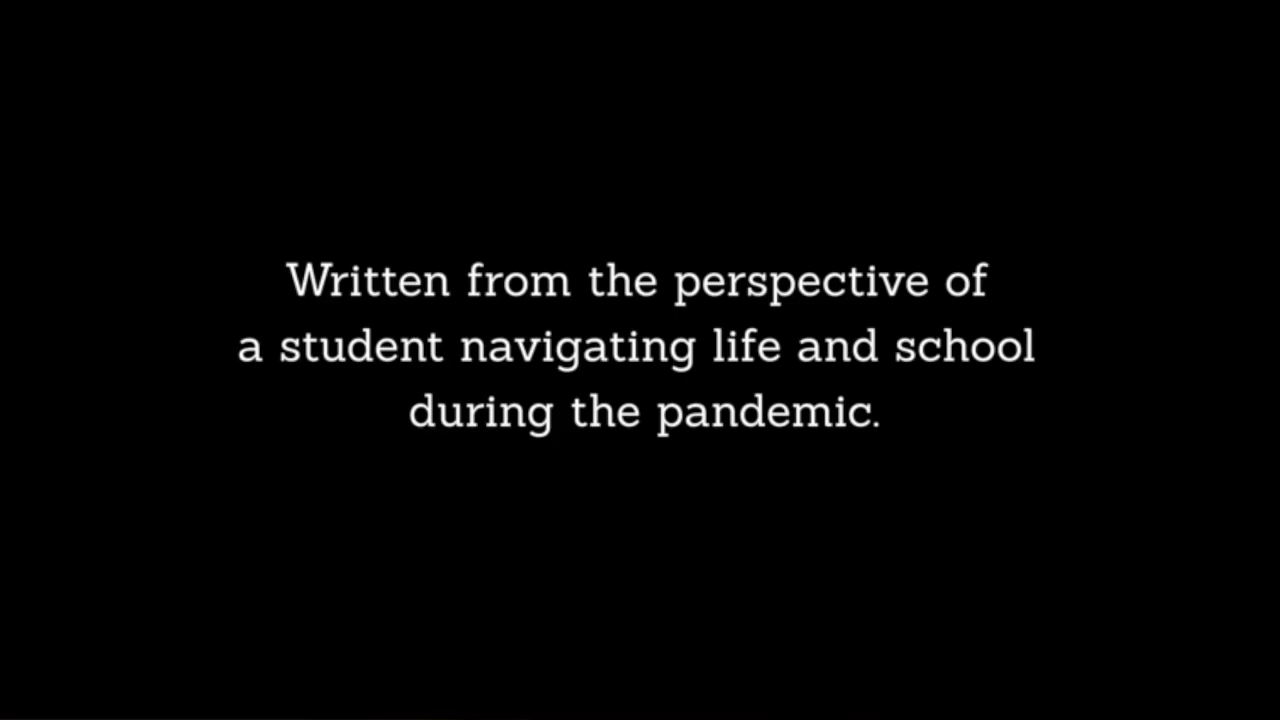 Written from the perspective of
a student navigating life and school
during the pandemic.